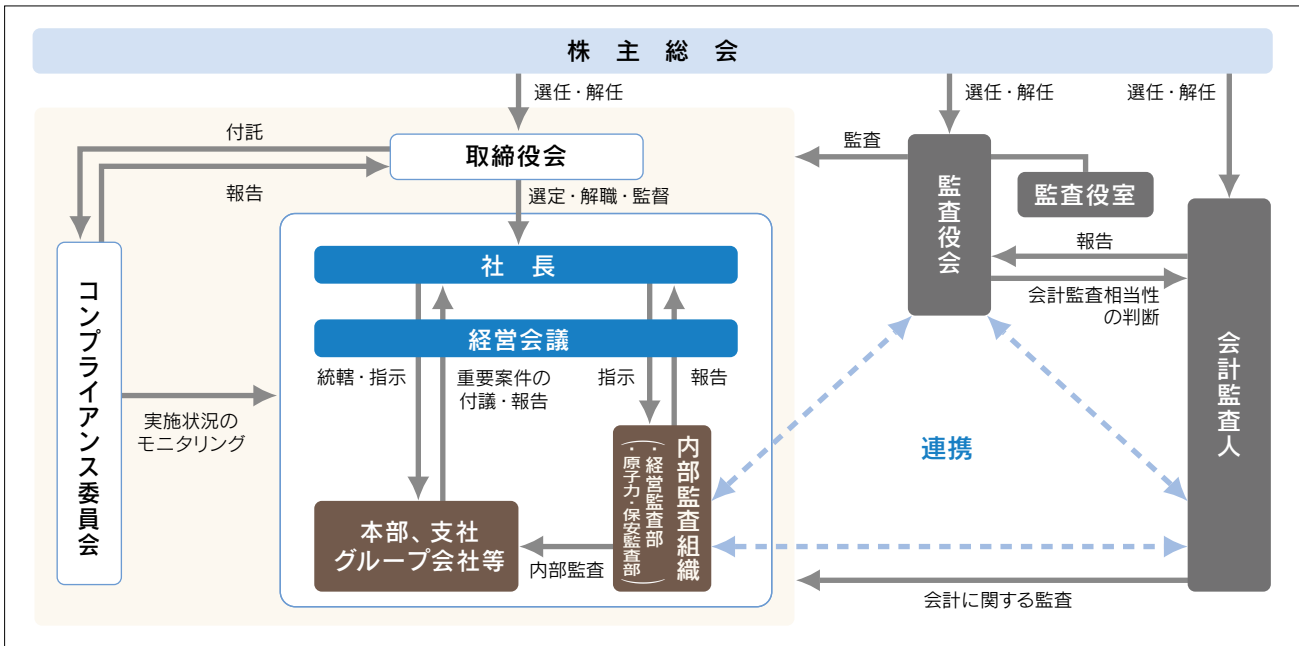 株 主 総 会
選任・解任
選任・解任
選任・解任
付託
取締役会
監査
報告
選定・解職・監督
監査役会
監査役室
コンプライアンス委員会
社 長
報告
会計監査相当性
の判断
経営会議
会計監査人
統轄・指示
重要案件の
付議・報告
指示
報告
実施状況の
モニタリング
連携
内部監査組織
(・経営監査部
・原子力・保安監査部)
本部、支社
グループ会社等
内部監査
会計に関する監査